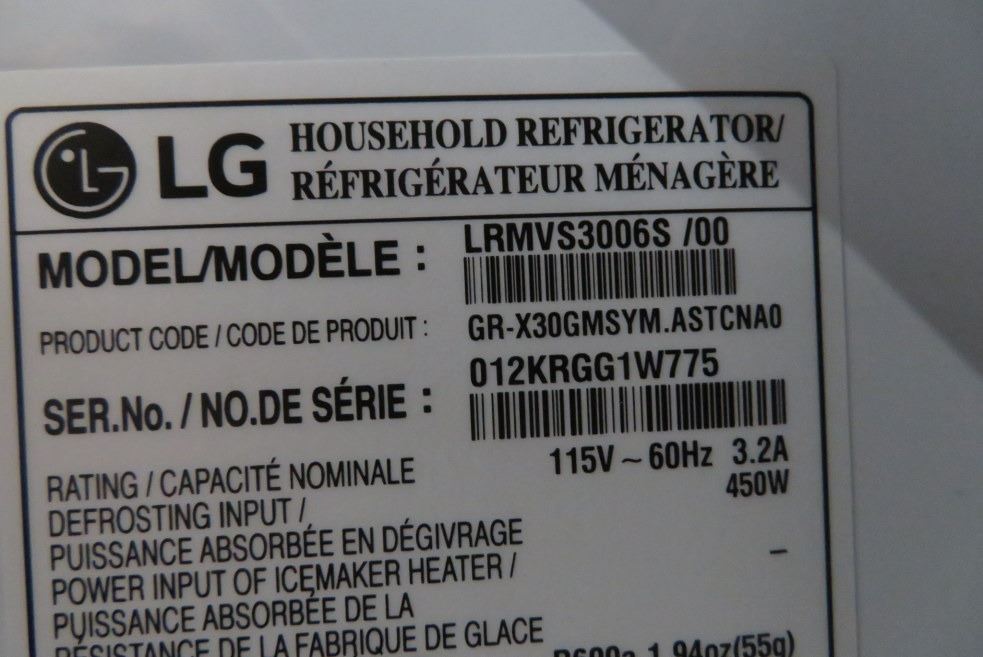 LG HOUSEHOLD REFRIGERATOR/
RÉFRIGÉRATEUR MÉNAGÈRE
MODEL/MODÈLE : LRMVS3006S /00
PRODUCT CODE / CODE DE PRODUIT : GR-X30GMSYM.ASTCNA0
SER.No. / NO.DE SÉRIE : 012KRGG1W775
RATING / CAPACITÉ NOMINALE 115V ~ 60Hz 3.2A
DEFROSTING INPUT / 450W
PUISSANCE ABSORBÉE EN DÉGIVRAGE
POWER INPUT OF ICEMAKER HEATER / –
PUISSANCE ABSORBÉE DE LA
RÉSISTANCE DE LA FABRIQUE DE GLACE
R600a 1.94oz(55g)